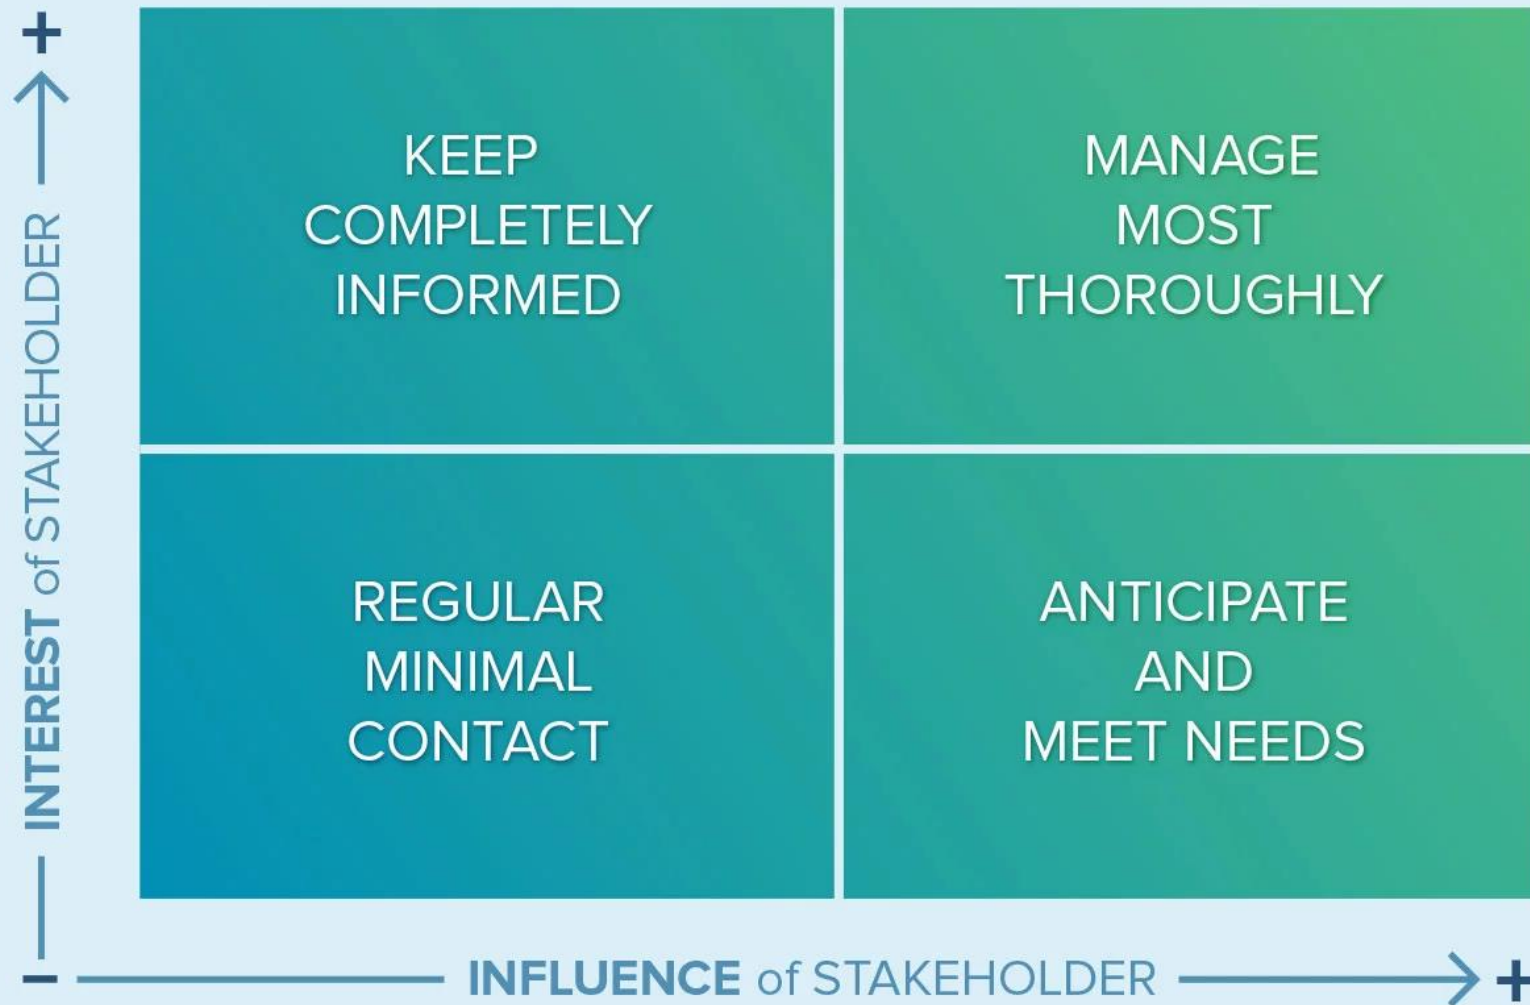 +
INTEREST of STAKEHOLDER
KEEP
COMPLETELY
INFORMED
MANAGE
MOST
THOROUGHLY
REGULAR
MINIMAL
CONTACT
ANTICIPATE
AND
MEET NEEDS
−
INFLUENCE of STAKEHOLDER
+